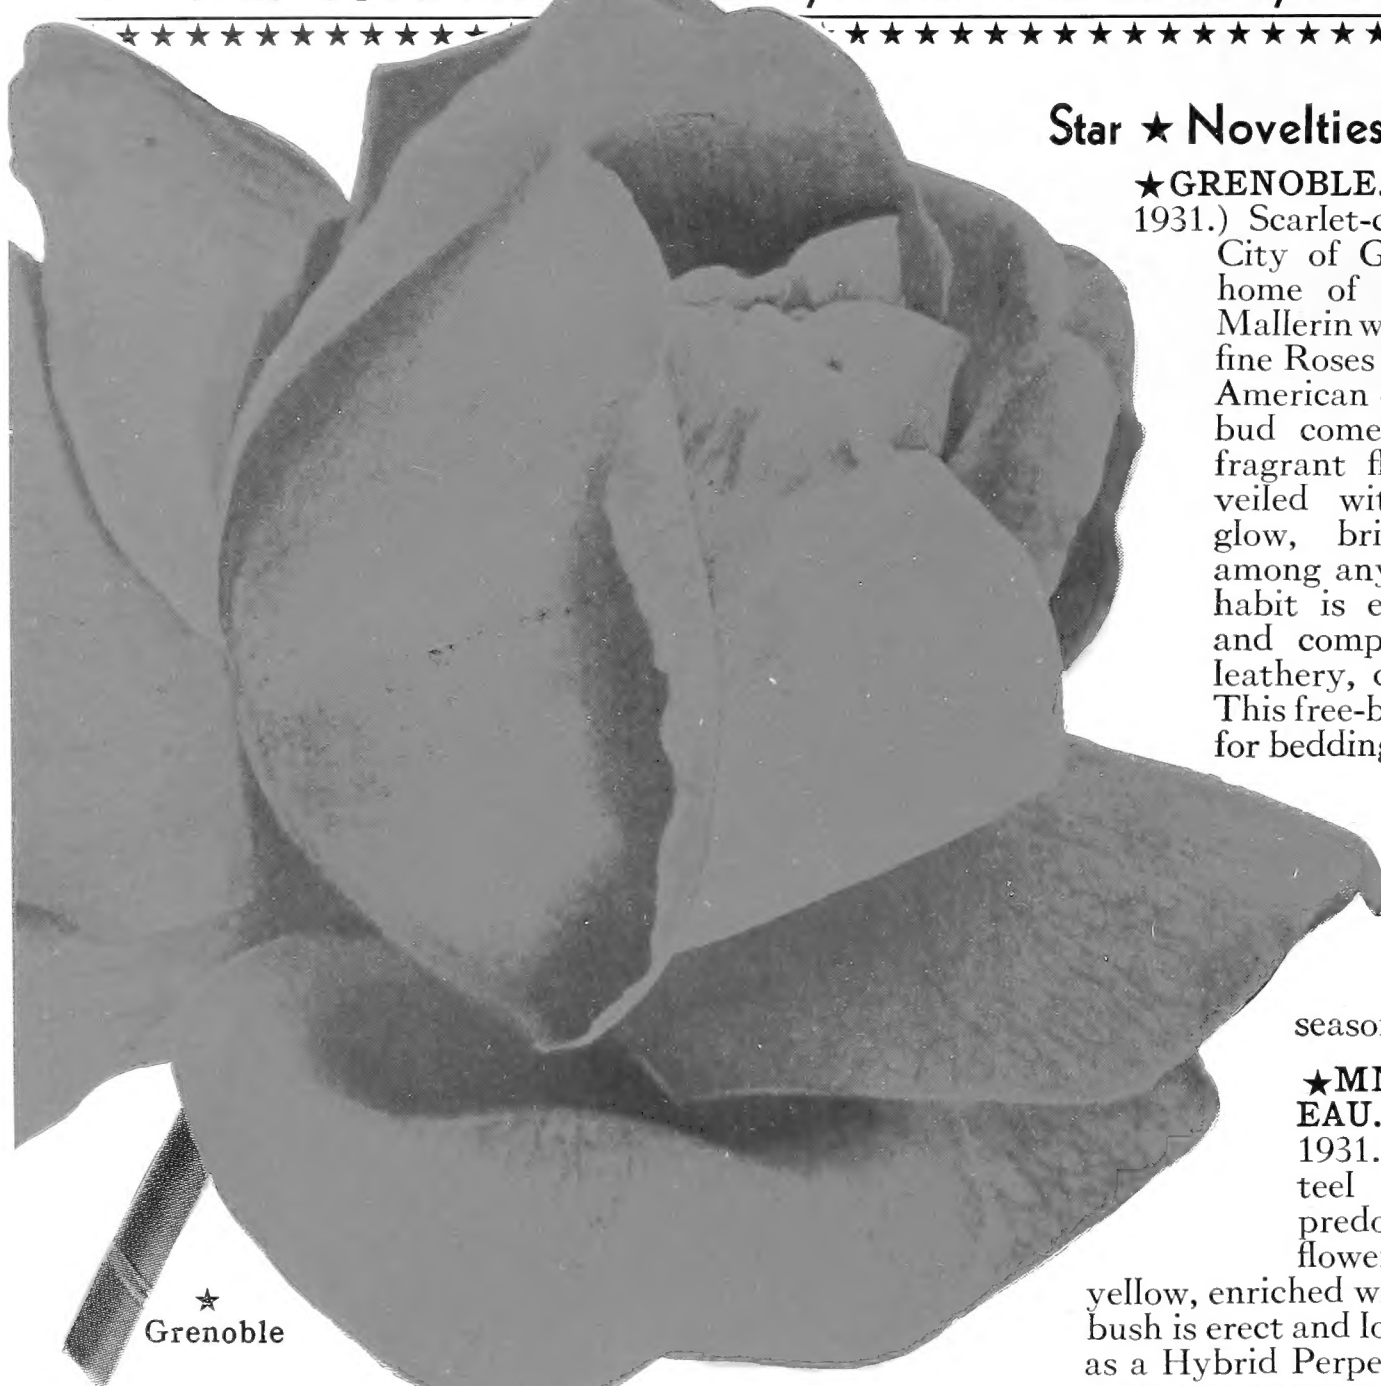 Star ★ Novelties
★GRENOBLE.
1931.) Scarlet-c
City of G
home of
Mallerin w
fine Roses
American
bud come
fragrant fl
veiled wit
glow, bri
among any
habit is e
and comp
leathery, c
This free-b
for bedding
seaso
★MM
EAU.
1931.
teel
predo
flowe
yellow, enriched w
bush is erect and lo
as a Hybrid Perpe
★
Grenoble